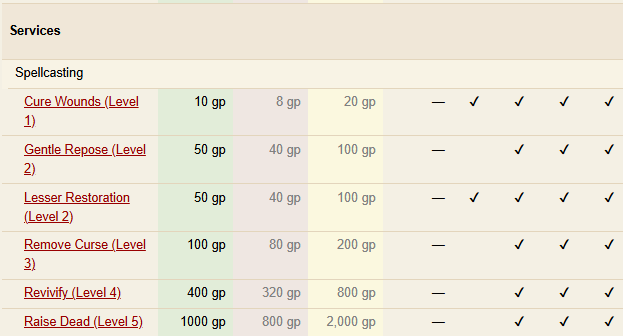 Services
Spellcasting
Cure Wounds (Level 10 gp 8 gp 20 gp — ✓ ✓ ✓ ✓
1)
Gentle Repose (Level 50 gp 40 gp 100 gp — ✓ ✓ ✓
2)
Lesser Restoration 50 gp 40 gp 100 gp — ✓ ✓ ✓ ✓
(Level 2)
Remove Curse (Level 100 gp 80 gp 200 gp — ✓ ✓ ✓
3)
Revivify (Level 4) 400 gp 320 gp 800 gp — ✓ ✓ ✓
Raise Dead (Level 5) 1000 gp 800 gp 2,000 gp — ✓ ✓ ✓